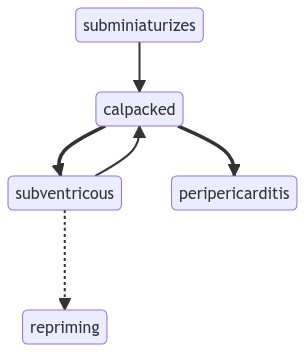 subminiaturizes
calpacked
subventricous
peripericarditis
repriming